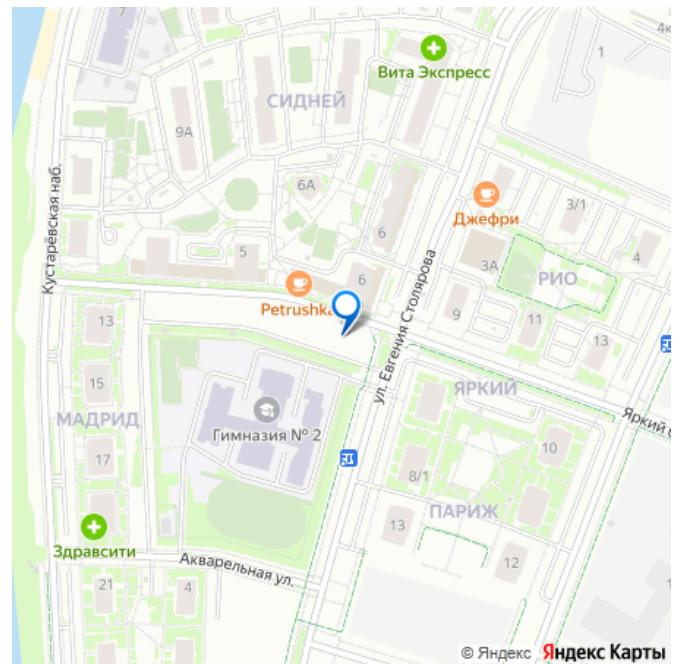 7
4к
1
Вита Экспресс
СИДНЕЙ
9А
Кустарёвская наб.
6А
Джефри
3/1
6
5
3А
4
РИО
6
Petrushka
ул. Евгения Столярова
9
11
13
13
15
ЯРКИЙ
Яркий
МАДРИД
Гимназия № 2
17
10
8/1
ПАРИЖ
13
Здравсити
Акварельная ул.
12
21
4
1
© Яндекс Яндекс Карты